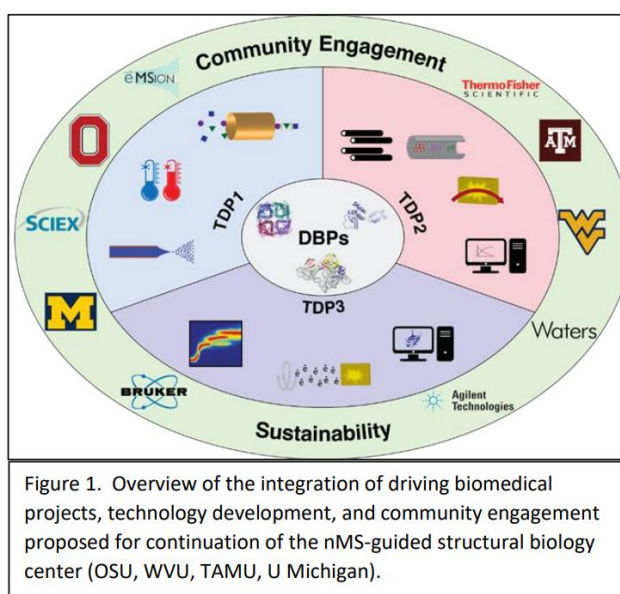 Community Engagement
eMSION
ThermoFisher
SCIENTIFIC
O
ĀM
TDP1
TDP2
SCIEX
DBPs
WV
TDP3
M
Waters
BRUKER
Agilent
Technologies
Sustainability
Figure 1.  Overview of the integration of driving biomedical
projects, technology development, and community engagement
proposed for continuation of the nMS-guided structural biology
center (OSU, WVU, TAMU, U Michigan).